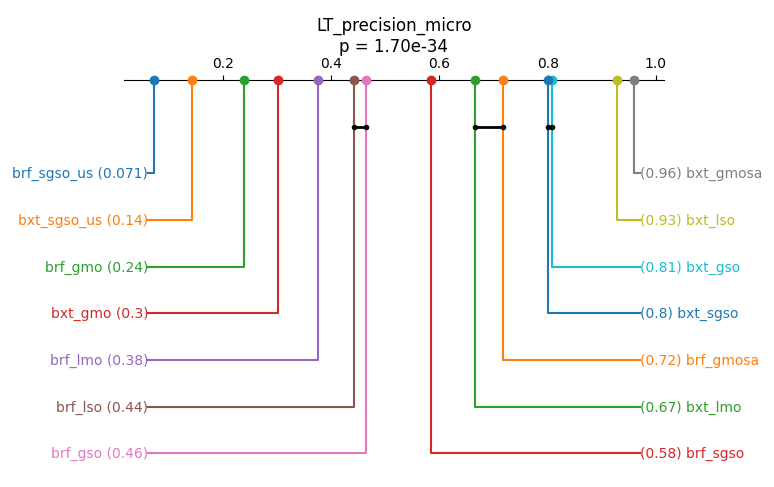 LT_precision_micro
p = 1.70e-34
0.2 0.4 0.6 0.8 1.0
brf_sgso_us (0.071) (0.96) bxt_gmosa
bxt_sgso_us (0.14) (0.93) bxt_lso
brf_gmo (0.24) (0.81) bxt_gso
bxt_gmo (0.3) (0.8) bxt_sgso
brf_lmo (0.38) (0.72) brf_gmosa
brf_lso (0.44) (0.67) bxt_lmo
brf_gso (0.46) (0.58) brf_sgso